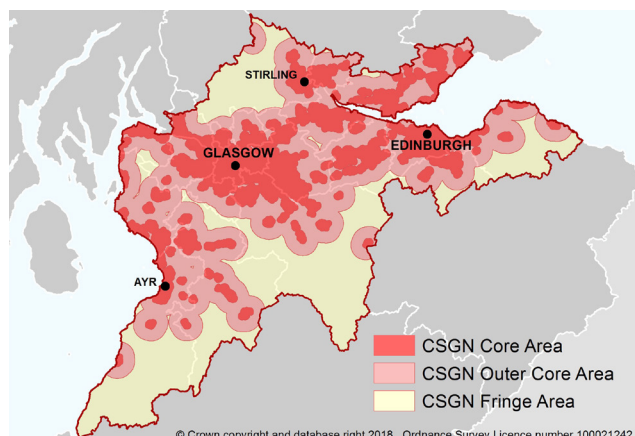 STIRLING
EDINBURGH
GLASGOW
AYR
CSGN Core Area
CSGN Outer Core Area
CSGN Fringe Area
© Crown copyright and database right 2018 Ordnance Survey Licence number 100021242